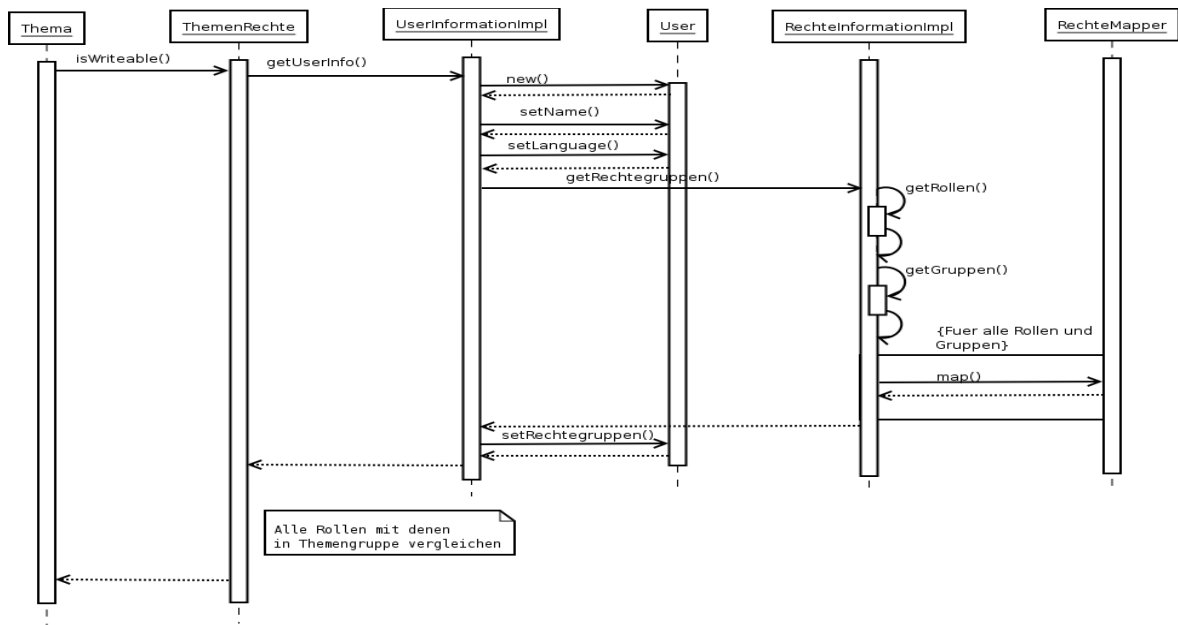 Thema
ThemenRechte
UserInformationImpl
User
RechteInformationImpl
RechteMapper
isWriteable()
getUserInfo()
new()
setName()
setLanguage()
getRechtegruppen()
getRollen()
getGruppen()
{Fuer alle Rollen und
Gruppen}
map()
setRechtegruppen()
Alle Rollen mit denen
in Themengruppe vergleichen